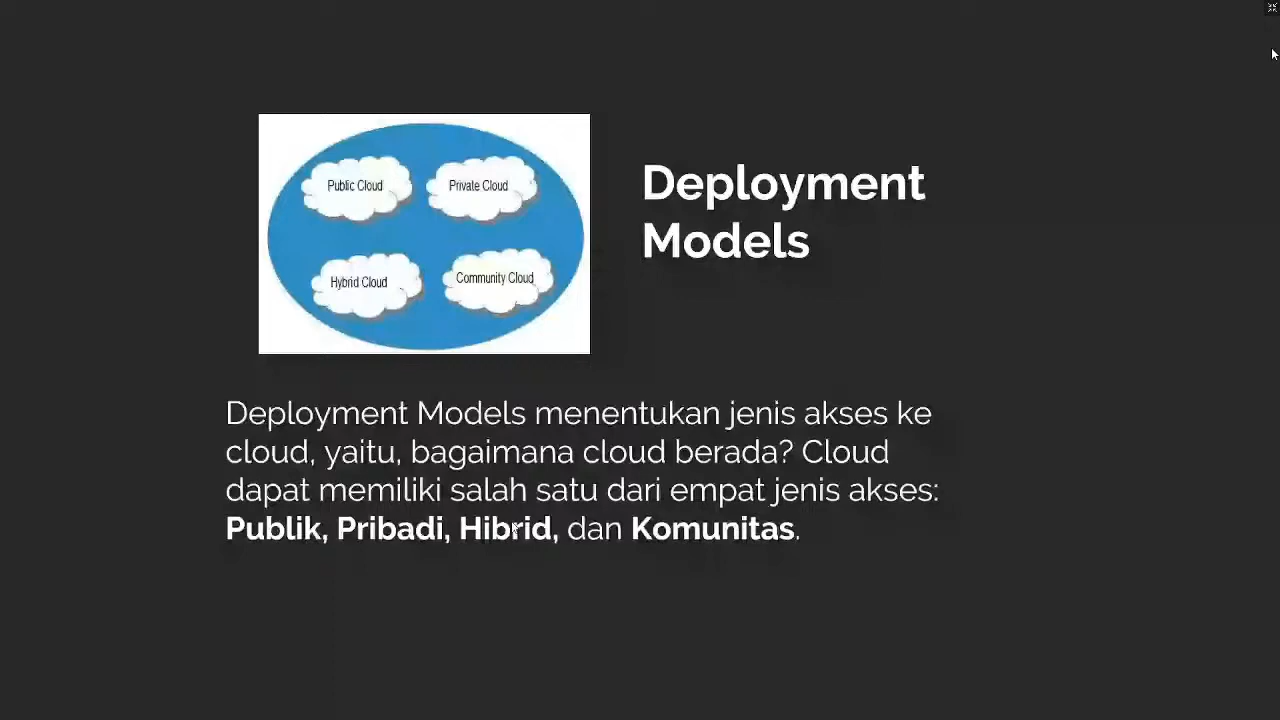 Public Cloud
Private Cloud
Hybrid Cloud
Community Cloud
Deployment
Models
Deployment Models menentukan jenis akses ke
cloud, yaitu, bagaimana cloud berada? Cloud
dapat memiliki salah satu dari empat jenis akses:
Publik, Pribadi, Hibrid, dan Komunitas.